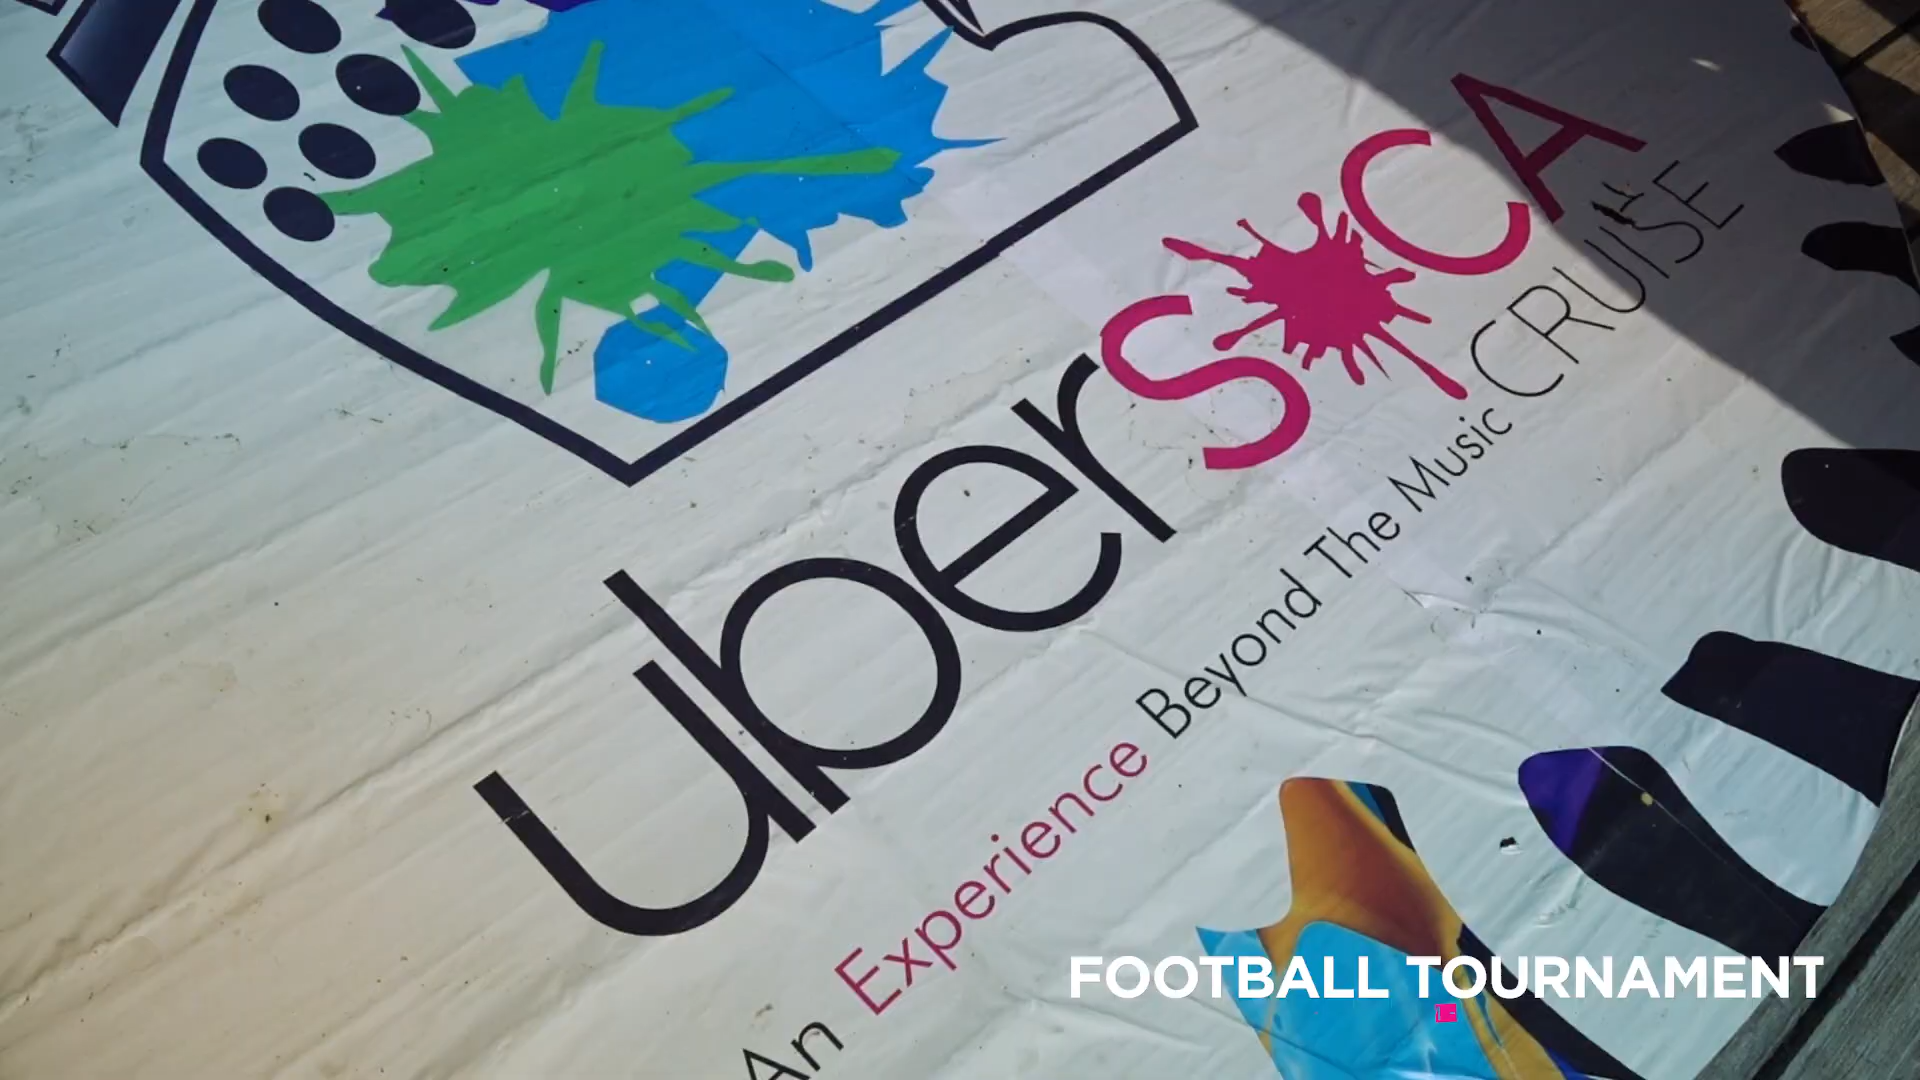 uberSOCA
CRUISE
An Experience Beyond The Music
FOOTBALL TOURNAMENT